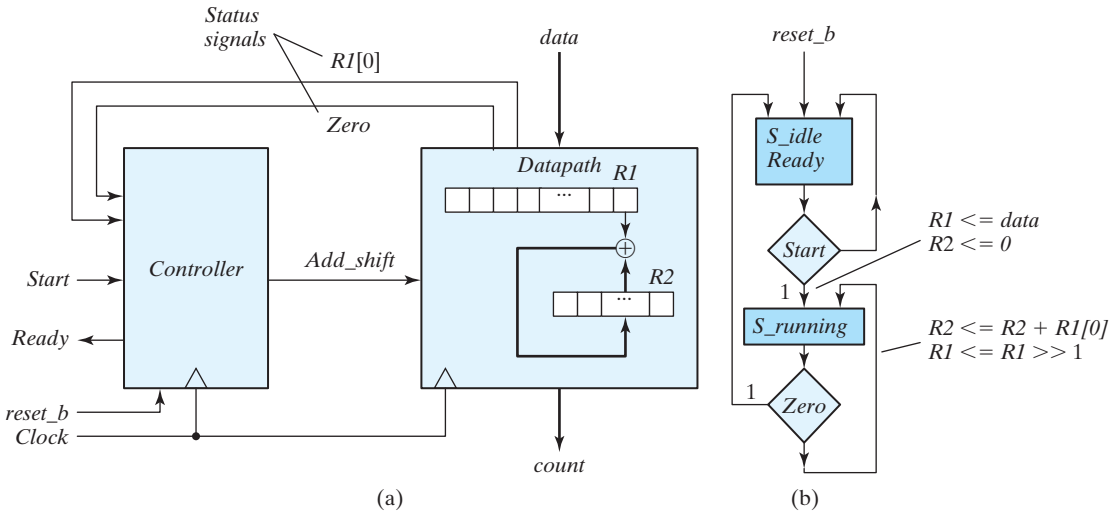 Status
signals
R1[0]
Zero
data
Datapath
R1
...
R2
...
Controller
Add_shift
Start
Ready
reset_b
Clock
count
(a)
reset_b
S_idle
Ready
Start
1
R1 <= data
R2 <= 0
S_running
R2 <= R2 + R1[0]
R1 <= R1 >> 1
1
Zero
(b)